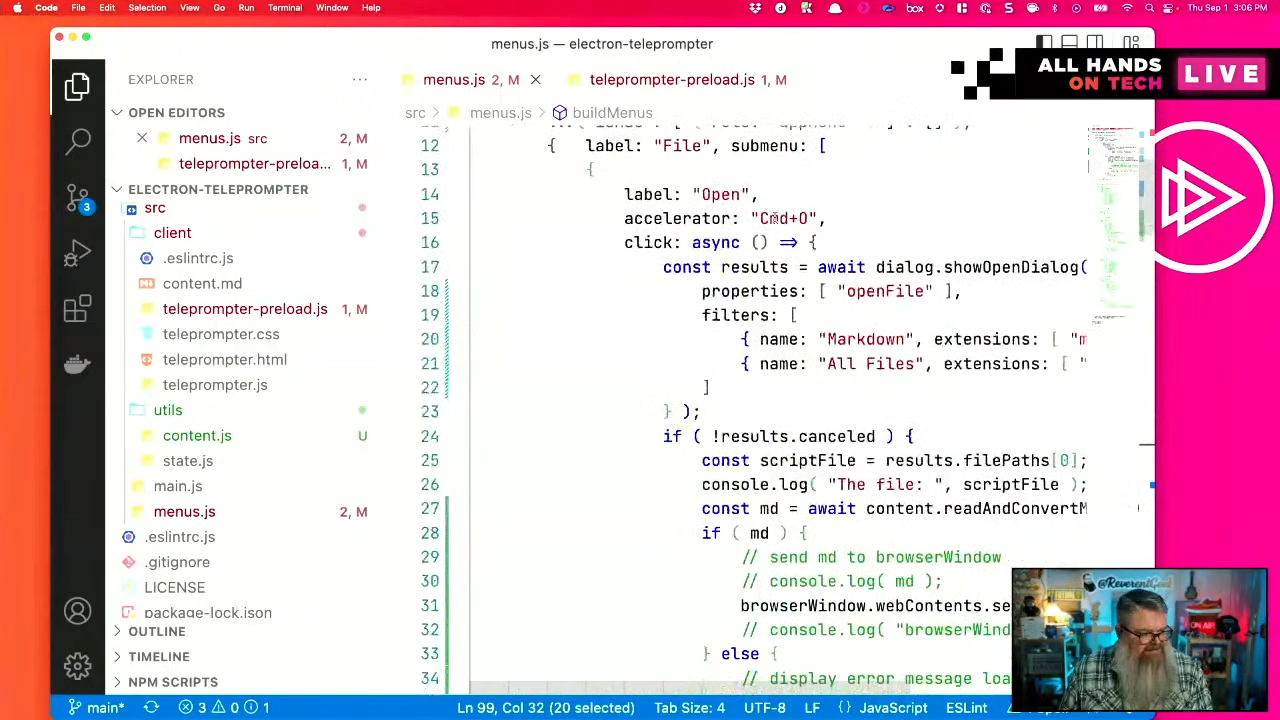 Code File Edit Selection View Go Run Terminal Window Help box Thu Sep 1 3:06 PM
menus.js — electron-teleprompter
ALL HANDS
ON TECH
LIVE
EXPLORER ···
menus.js 2, M
teleprompter-preload.js 1, M
OPEN EDITORS
src > menus.js > buildMenus
menus.js src 2, M
teleprompter-preloa... 1, M
ELECTRON-TELEPROMPTER
src
client
.eslintrc.js
content.md
teleprompter-preload.js 1, M
teleprompter.css
teleprompter.html
teleprompter.js
utils
content.js U
state.js
main.js
menus.js 2, M
.eslintrc.js
.gitignore
LICENSE
package-lock.json
OUTLINE
TIMELINE
NPM SCRIPTS
3
12 { label: "File", submenu: [
13 {
14 label: "Open",
15 accelerator: "Cmd+O",
16 click: async () => {
17 const results = await dialog.showOpenDialog(
18 properties: [ "openFile" ],
19 filters: [
20 { name: "Markdown", extensions: [ "m
21 { name: "All Files", extensions: [ "
22 ]
23 } );
24 if ( !results.canceled ) {
25 const scriptFile = results.filePaths[0];
26 console.log( "The file: ", scriptFile );
27 const md = await content.readAndConvertM
28 if ( md ) {
29 // send md to browserWindow
30 // console.log( md );
31 browserWindow.webContents.se
32 // console.log( "browserWind
33 } else {
34 // display error message loa
@ReverentGeek
ON AIR
main* 3 0 1 Ln 99, Col 32 (20 selected) Tab Size: 4 UTF-8 LF {} JavaScript ESLint